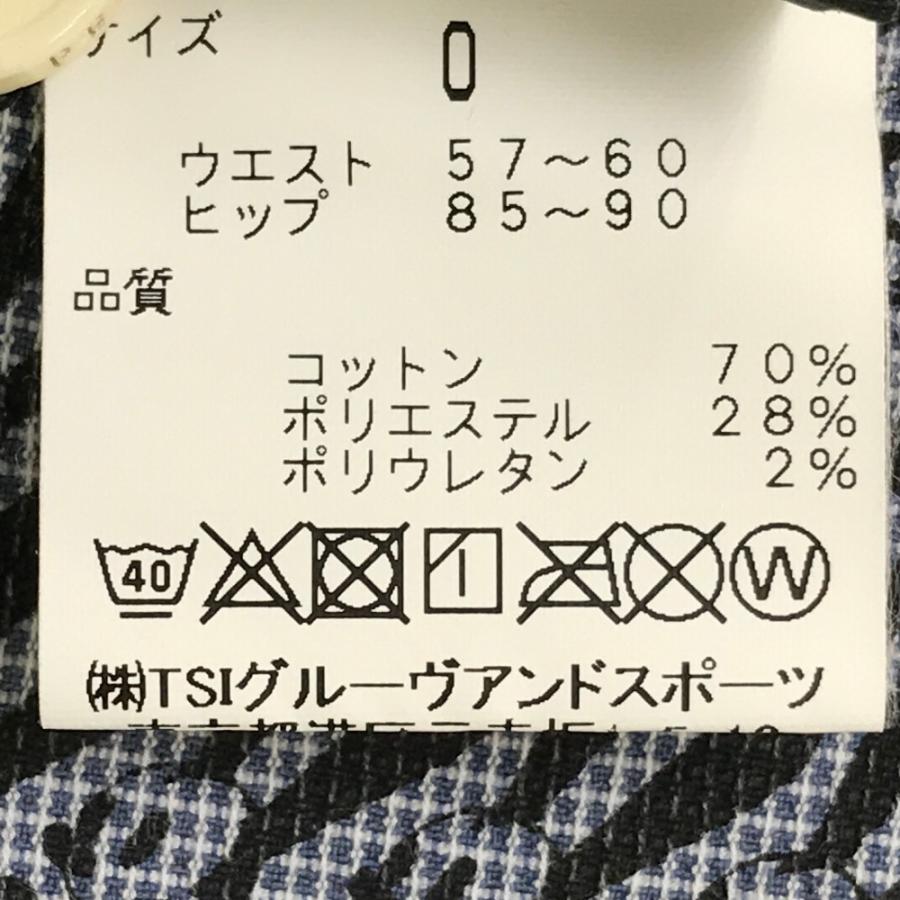 サイズ 0
ウエスト 57～60
ヒップ 85～90
品質
コットン 70%
ポリエステル 28%
ポリウレタン 2%
40 W
㈱TSIグルーヴアンドスポーツ